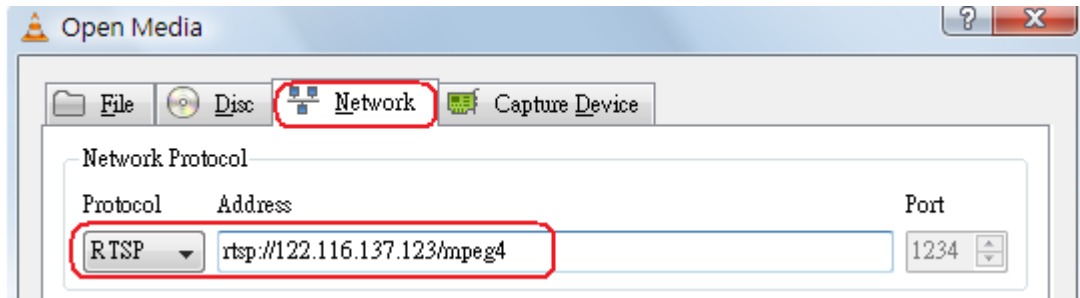 Open Media
File Disc Network Capture Device
Network Protocol
Protocol Address Port
RTSP rtsp://122.116.137.123/mpeg4 1234